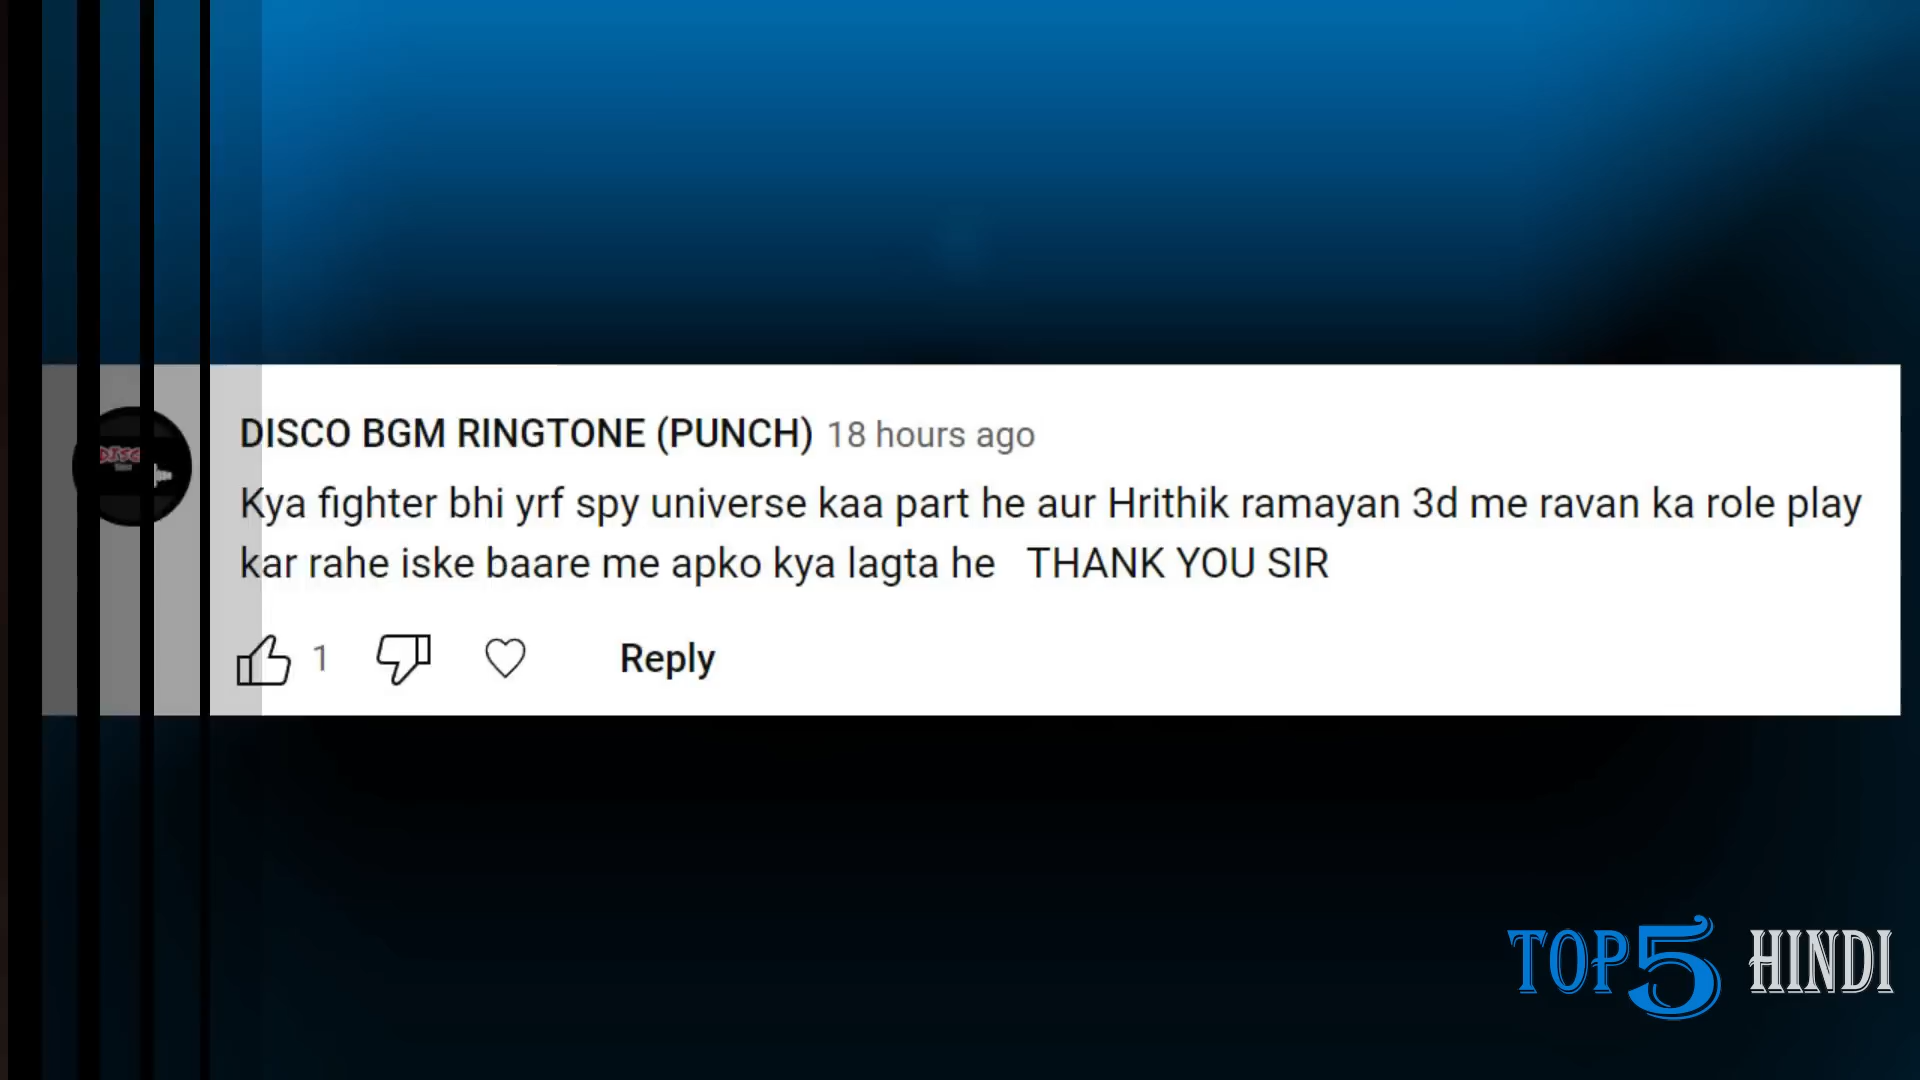 DISCO BGM RINGTONE (PUNCH) 18 hours ago
Kya fighter bhi yrf spy universe kaa part he aur Hrithik ramayan 3d me ravan ka role play
kar rahe iske baare me apko kya lagta he THANK YOU SIR
1 Reply
TOP5 HINDI